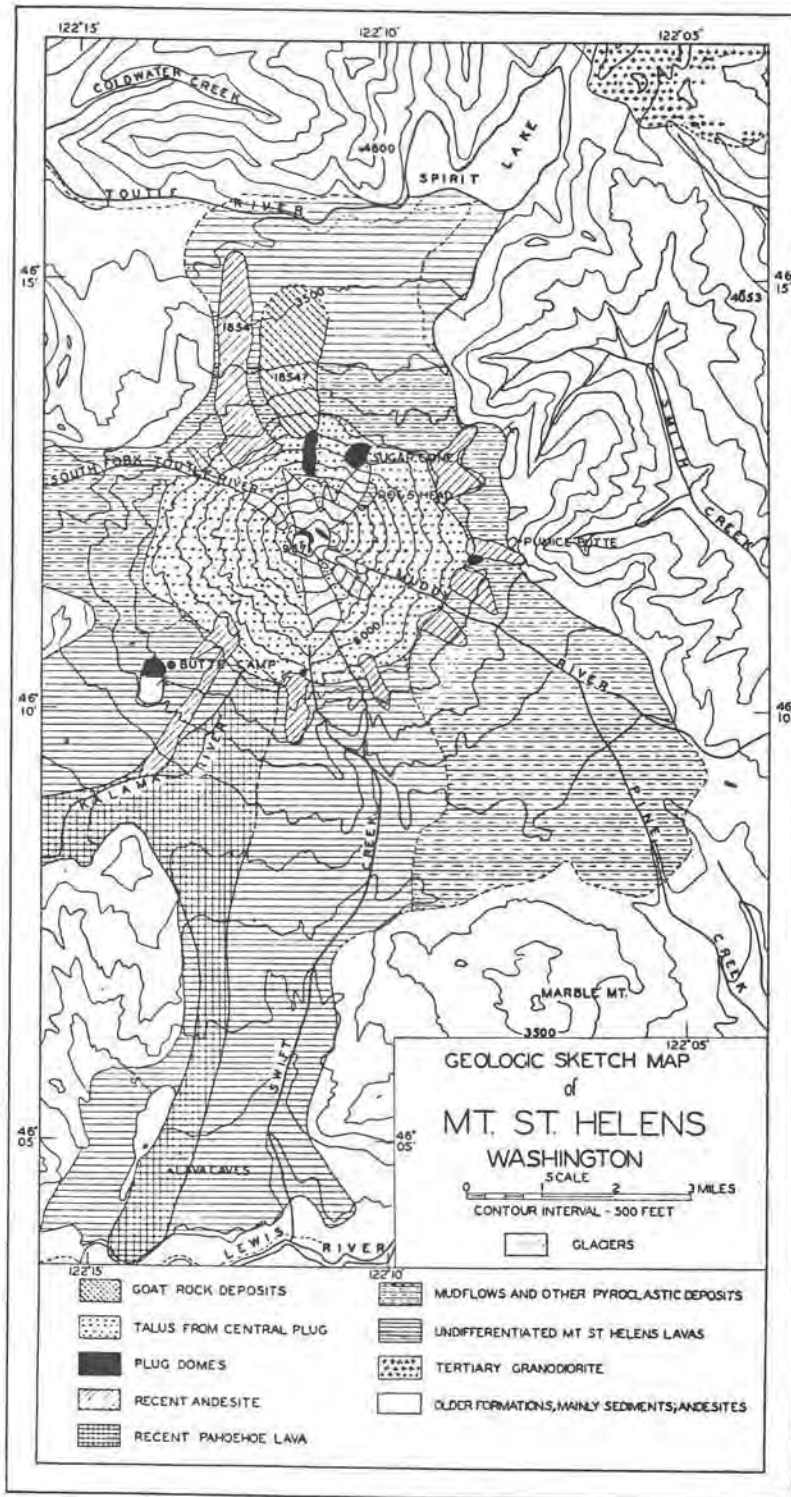 122°15'
122°10'
122°05'
COLDWATER CREEK
4800
SPIRIT LAKE
TOUTLE RIVER
46°
15'
46°
15'
3500
4853
1854
1854?
SMITH CREEK
SUGAR BOWL
SOUTH FORK TOUTLE RIVER
DOG'S HEAD
PUMICE BUTTE
MUDDY RIVER
8000
BUTTE CAMP
46°
10'
46°
10'
KALAMA RIVER
PINE CREEK
SWIFT CREEK
MARBLE MT.
3500
122°05'
GEOLOGIC SKETCH MAP
of
MT. ST. HELENS
WASHINGTON
SCALE
0 1 2 3 MILES
CONTOUR INTERVAL - 500 FEET
GLACIERS
46°
05'
46°
05'
LAVA CAVES
LEWIS RIVER
122°15'
122°10'
GOAT ROCK DEPOSITS
TALUS FROM CENTRAL PLUG
PLUG DOMES
RECENT ANDESITE
RECENT PAHOEHOE LAVA
MUDFLOWS AND OTHER PYROCLASTIC DEPOSITS
UNDIFFERENTIATED MT ST HELENS LAVAS
TERTIARY GRANODIORITE
OLDER FORMATIONS, MAINLY SEDIMENTS; ANDESITES